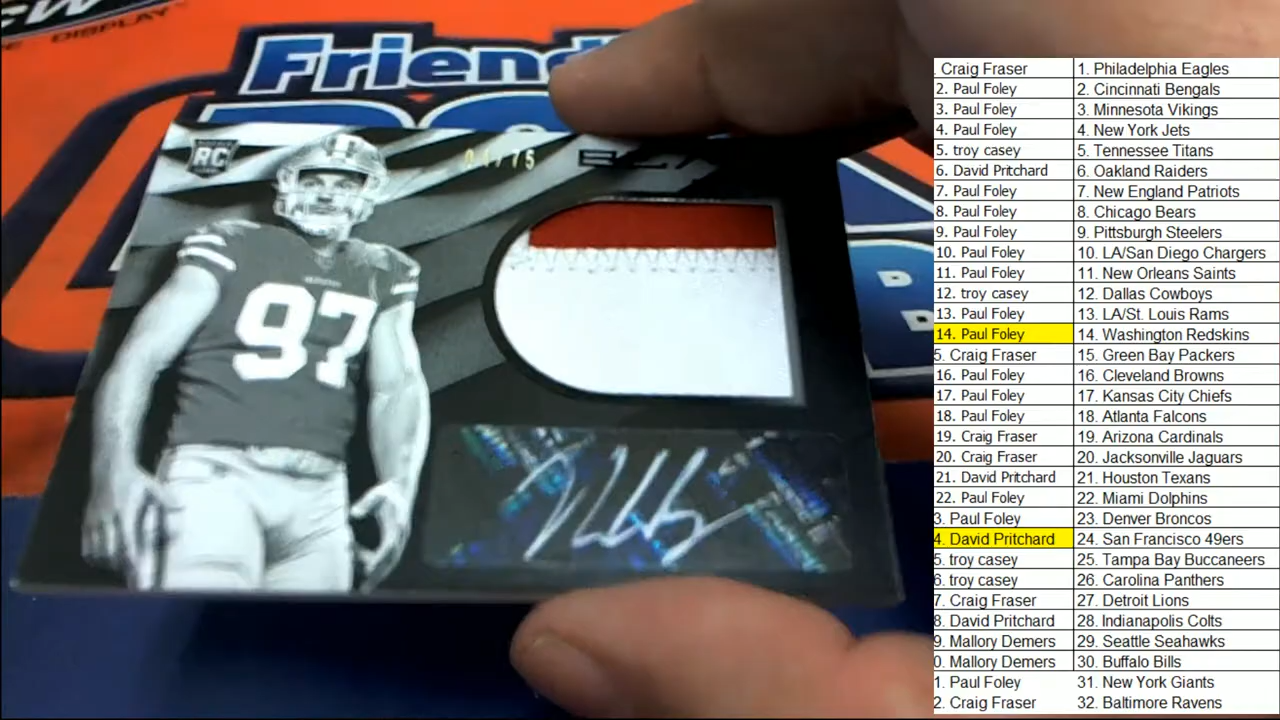 DISPLAY
Friend
RC
/75
97
. Craig Fraser 1. Philadelphia Eagles
2. Paul Foley 2. Cincinnati Bengals
3. Paul Foley 3. Minnesota Vikings
4. Paul Foley 4. New York Jets
5. troy casey 5. Tennessee Titans
6. David Pritchard 6. Oakland Raiders
7. Paul Foley 7. New England Patriots
8. Paul Foley 8. Chicago Bears
9. Paul Foley 9. Pittsburgh Steelers
10. Paul Foley 10. LA/San Diego Chargers
11. Paul Foley 11. New Orleans Saints
12. troy casey 12. Dallas Cowboys
13. Paul Foley 13. LA/St. Louis Rams
14. Paul Foley 14. Washington Redskins
5. Craig Fraser 15. Green Bay Packers
16. Paul Foley 16. Cleveland Browns
17. Paul Foley 17. Kansas City Chiefs
18. Paul Foley 18. Atlanta Falcons
19. Craig Fraser 19. Arizona Cardinals
20. Craig Fraser 20. Jacksonville Jaguars
21. David Pritchard 21. Houston Texans
22. Paul Foley 22. Miami Dolphins
3. Paul Foley 23. Denver Broncos
4. David Pritchard 24. San Francisco 49ers
5. troy casey 25. Tampa Bay Buccaneers
6. troy casey 26. Carolina Panthers
7. Craig Fraser 27. Detroit Lions
8. David Pritchard 28. Indianapolis Colts
9. Mallory Demers 29. Seattle Seahawks
0. Mallory Demers 30. Buffalo Bills
1. Paul Foley 31. New York Giants
2. Craig Fraser 32. Baltimore Ravens